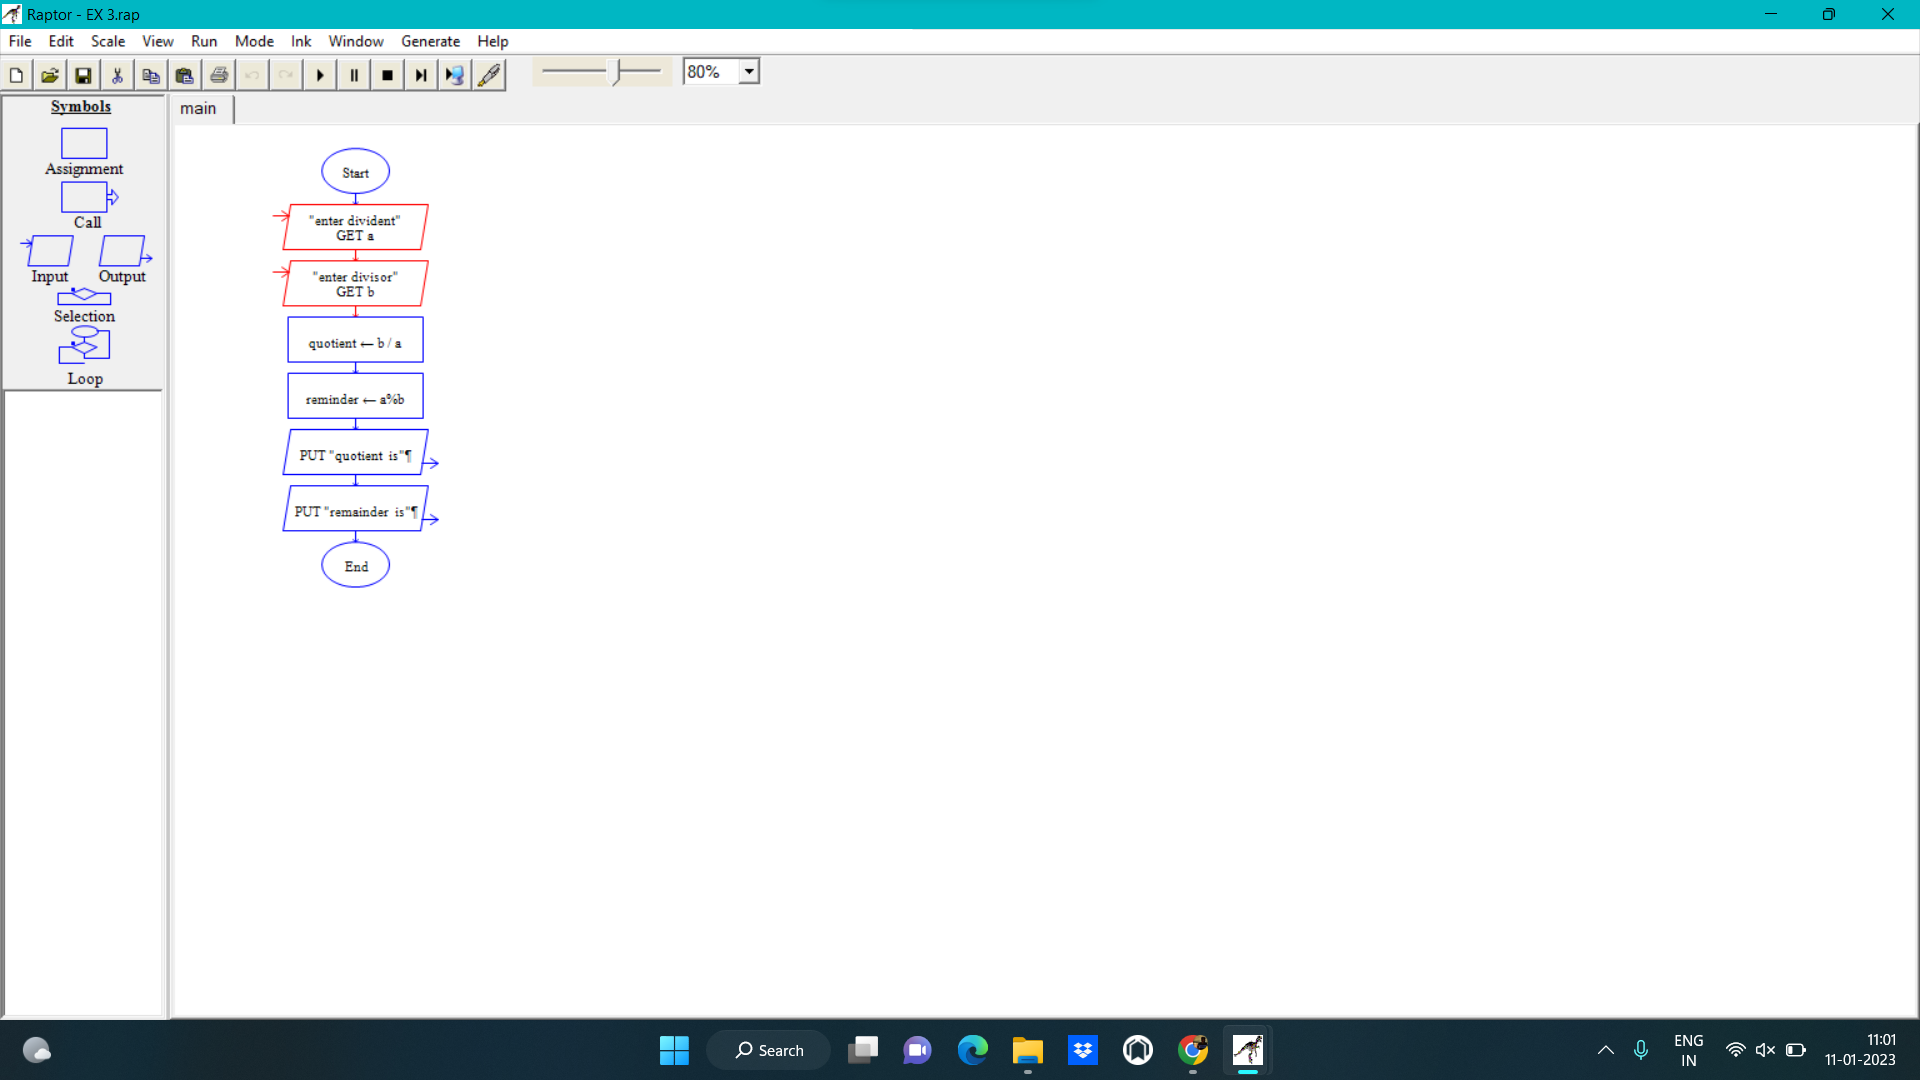 Raptor - EX 3.rap
File Edit Scale View Run Mode Ink Window Generate Help
80%
Symbols
Assignment
Call
Input Output
Selection
Loop
main
Start
"enter divident"
GET a
"enter divisor"
GET b
quotient ← b / a
reminder ← a%b
PUT "quotient is"¶
PUT "remainder is"¶
End
Search
ENG
IN
11:01
11-01-2023